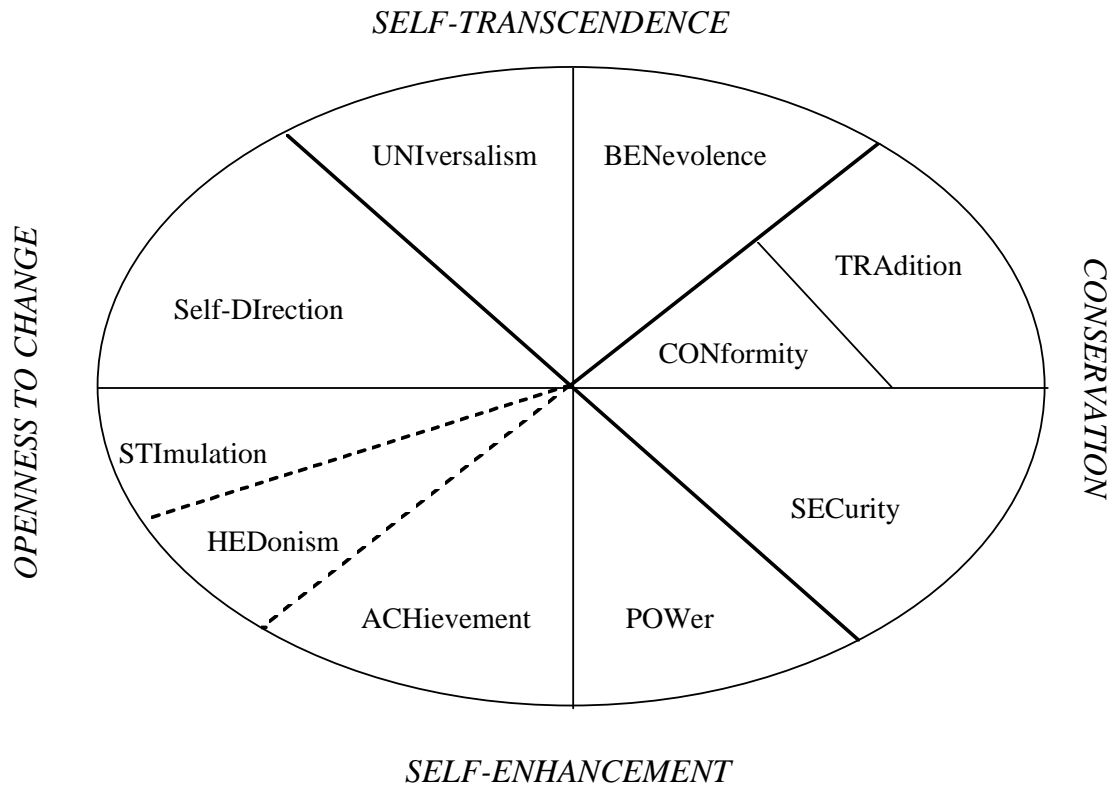 SELF-TRANSCENDENCE
UNIversalism
BENevolence
TRAdition
Self-DIrection
CONformity
OPENNESS TO CHANGE
CONSERVATION
STImulation
SECurity
HEDonism
ACHievement
POWer
SELF-ENHANCEMENT